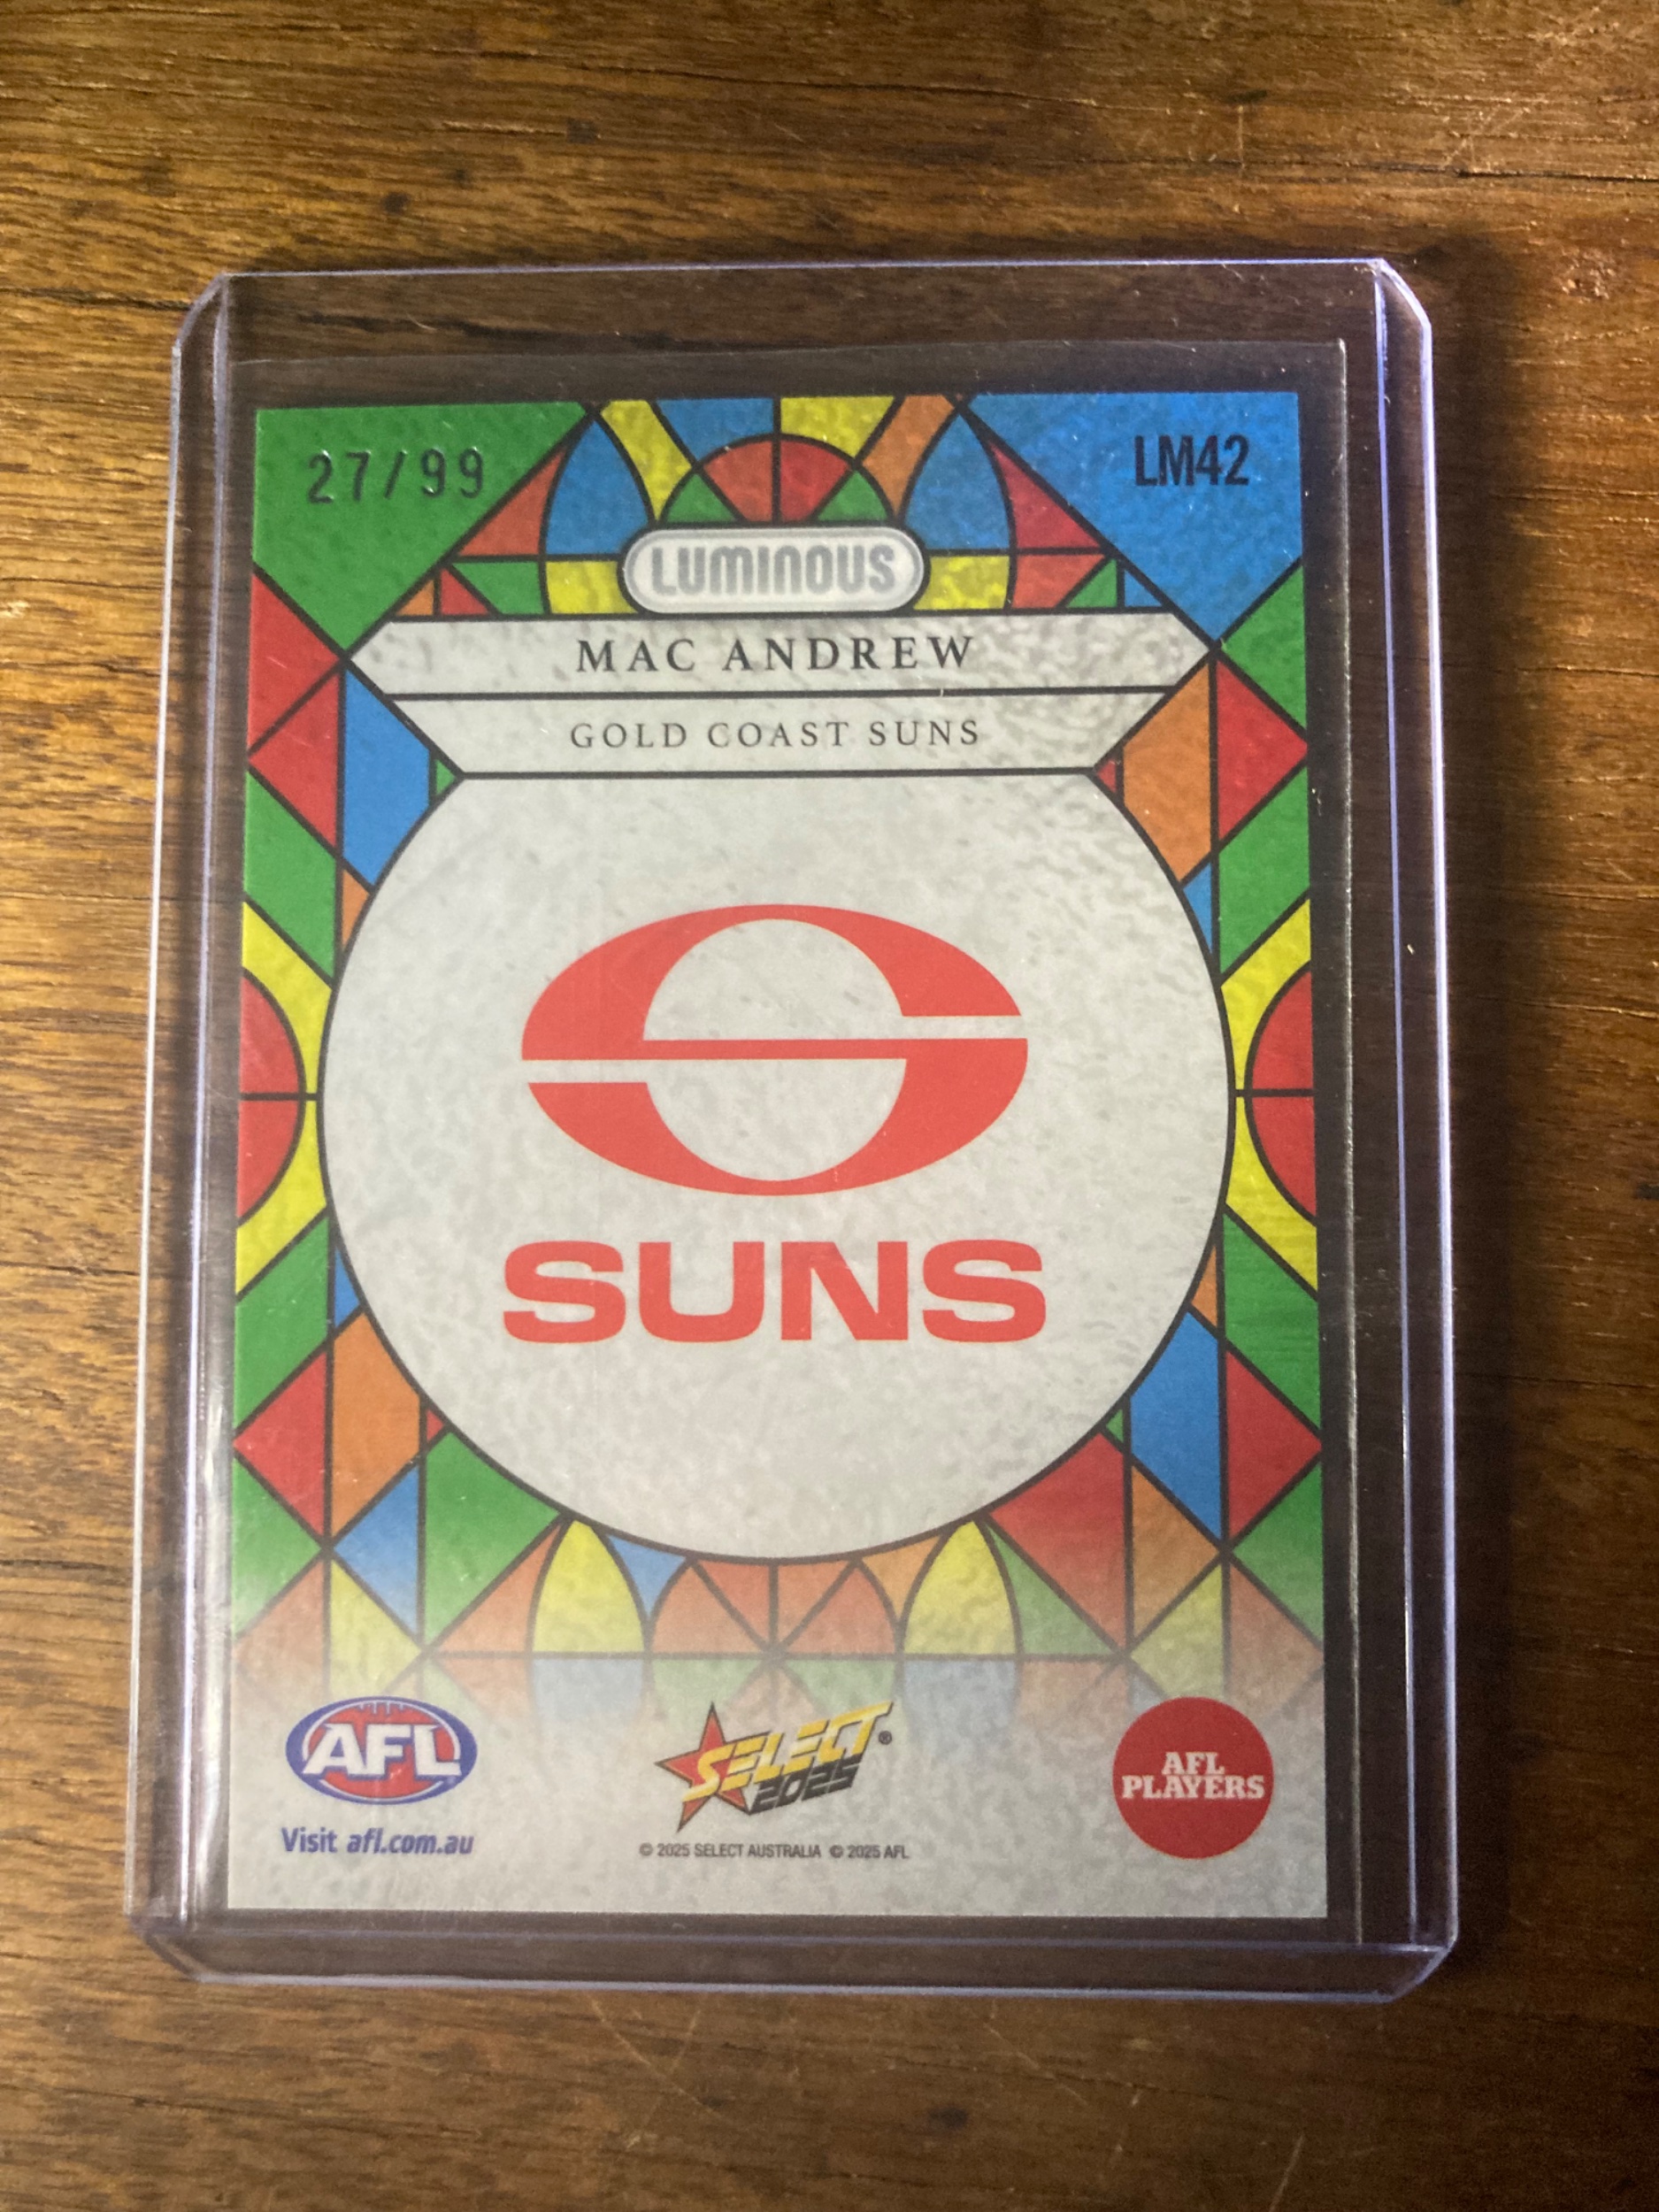 27/99
LM42
LUMINOUS
MAC ANDREW
GOLD COAST SUNS
SUNS
AFL
Visit afl.com.au
SELECT®
2025
© 2025 SELECT AUSTRALIA © 2025 AFL
AFL
PLAYERS